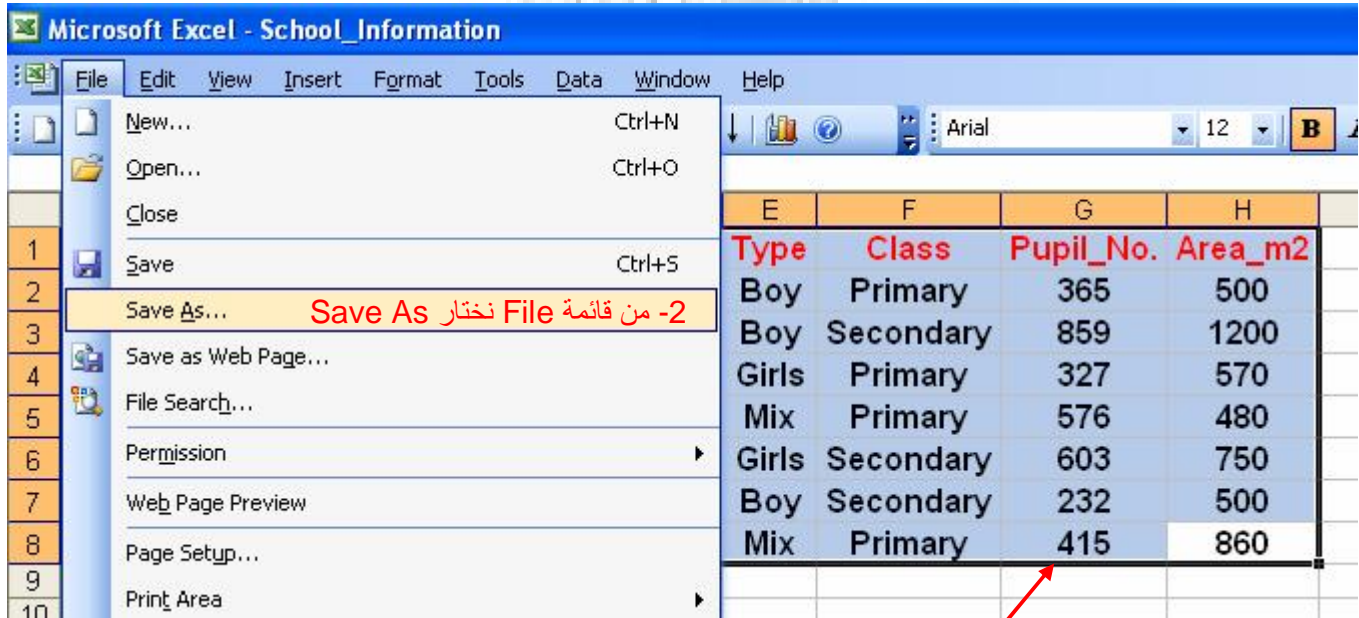 Microsoft Excel - School_Information
File Edit View Insert Format Tools Data Window Help
New... Ctrl+N
Arial 12 B
Open... Ctrl+O
Close
E F G H
1 Type Class Pupil_No. Area_m2
Save Ctrl+S
2 Boy Primary 365 500
Save As... 2- من قائمة File نختار Save As
3 Boy Secondary 859 1200
Save as Web Page...
4 Girls Primary 327 570
File Search...
5 Mix Primary 576 480
Permission
6 Girls Secondary 603 750
Web Page Preview
7 Boy Secondary 232 500
Page Setup...
8 Mix Primary 415 860
9
Print Area
10